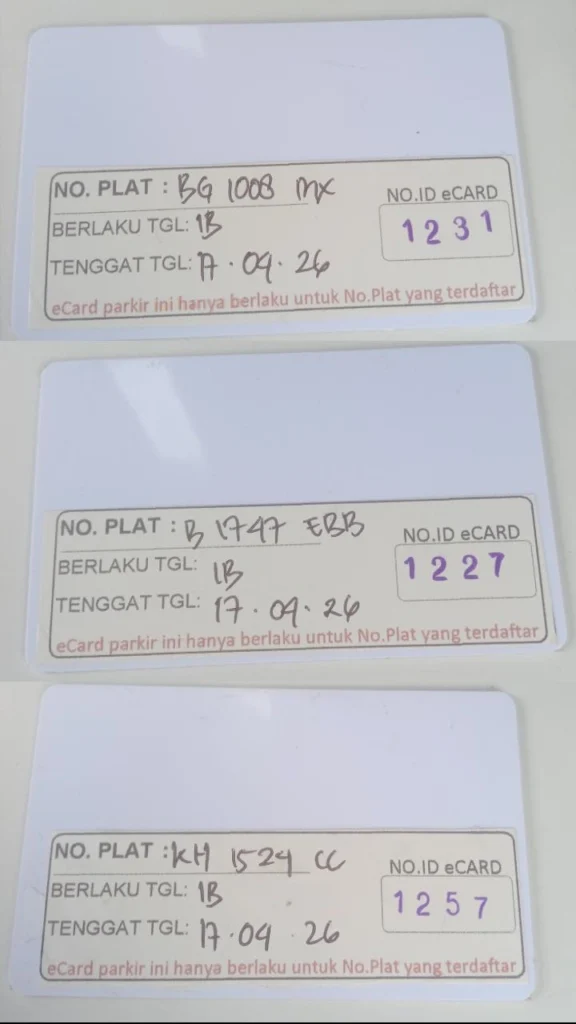 NO. PLAT : BG 1008 MX
NO.ID eCARD
1231
BERLAKU TGL: 1B
TENGGAT TGL: 17.09.26
eCard parkir ini hanya berlaku untuk No.Plat yang terdaftar
NO. PLAT : B 1747 EBB
NO.ID eCARD
1227
BERLAKU TGL: 1B
TENGGAT TGL: 17.09.26
eCard parkir ini hanya berlaku untuk No.Plat yang terdaftar
NO. PLAT : KH 1524 CC
NO.ID eCARD
1257
BERLAKU TGL: 1B
TENGGAT TGL: 17.09.26
eCard parkir ini hanya berlaku untuk No.Plat yang terdaftar